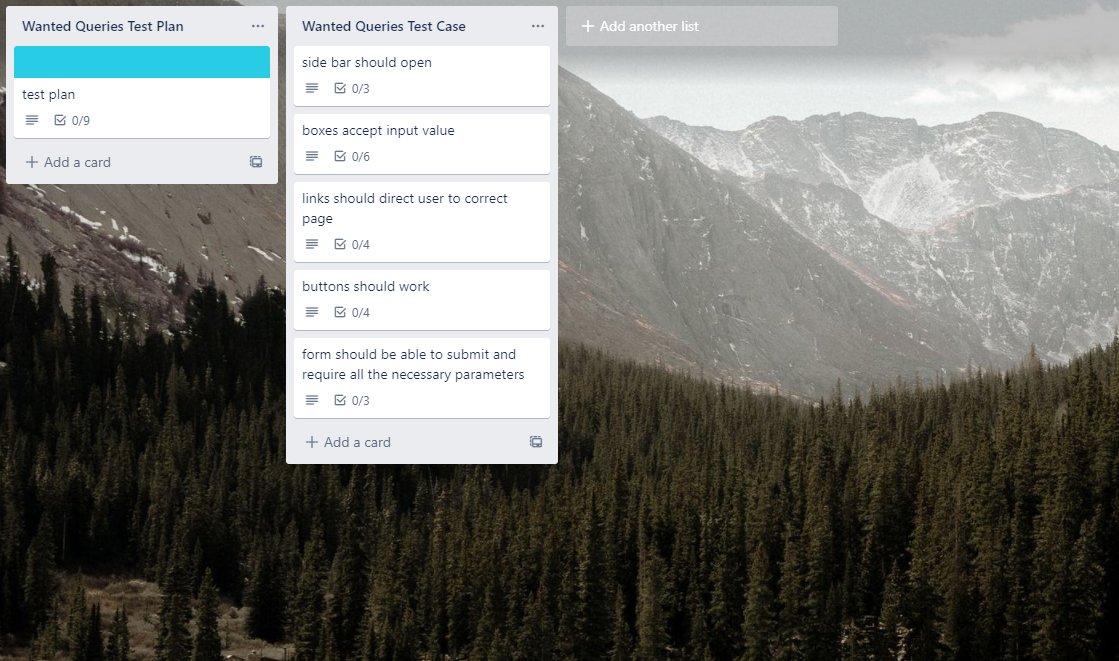 Wanted Queries Test Plan
test plan
0/9
Add a card
Wanted Queries Test Case
side bar should open
0/3
boxes accept input value
0/6
links should direct user to correct
page
0/4
buttons should work
0/4
form should be able to submit and
require all the necessary parameters
0/3
Add a card
Add another list